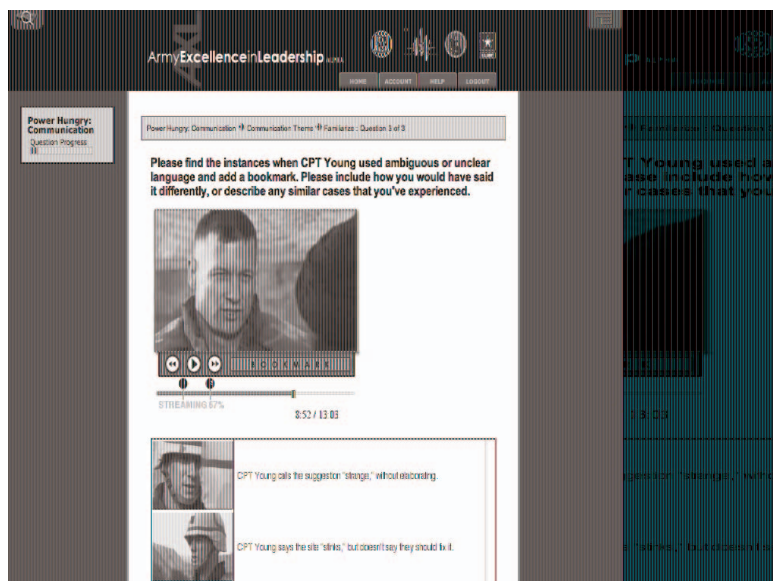 ArmyExcellenceinLeadership
HOME ACCOUNT HELP LOGOUT
Power Hungry:
Communication
Question Progress
Power Hungry: Communication Communication Theme Familiarize : Question 3 of 3
Please find the instances when CPT Young used ambiguous or unclear
language and add a bookmark. Please include how you would have said
it differently, or describe any similar cases that you've experienced.
BOOKMARK
STREAMING 67%
8:52 / 13:03
CPT Young calls the suggestion "strange," without elaborating.
CPT Young says the site "stinks," but doesn't say they should fix it.